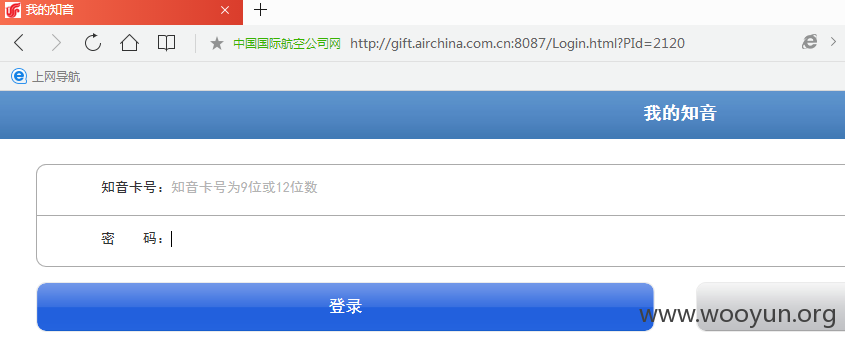 我的知音
中国国际航空公司网 http://gift.airchina.com.cn:8087/Login.html?PId=2120
上网导航
我的知音
知音卡号：知音卡号为9位或12位数
密 码：
登录
www.wooyun.org